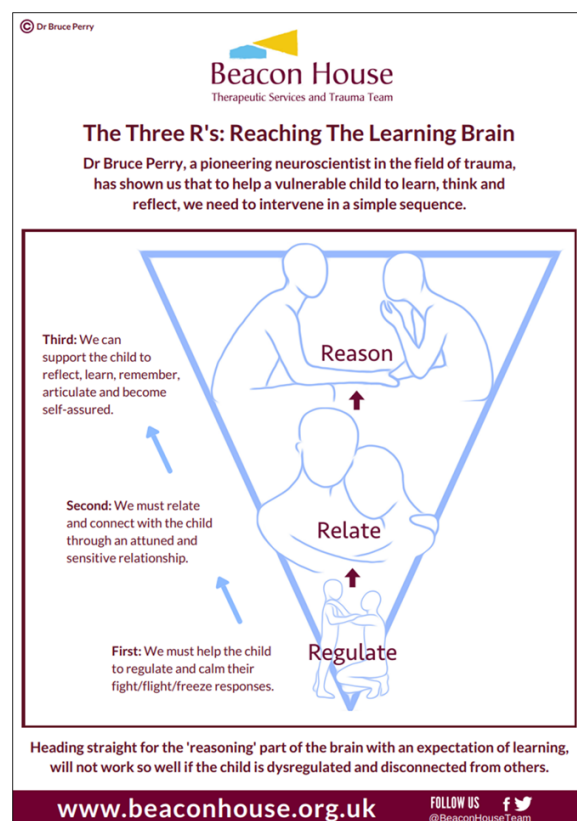 © Dr Bruce Perry
Beacon House
Therapeutic Services and Trauma Team
The Three R's: Reaching The Learning Brain
Dr Bruce Perry, a pioneering neuroscientist in the field of trauma,
has shown us that to help a vulnerable child to learn, think and
reflect, we need to intervene in a simple sequence.
Reason
Third: We can
support the child to
reflect, learn, remember,
articulate and become
self-assured.
Second: We must relate
and connect with the child
through an attuned and
sensitive relationship.
Relate
First: We must help the child
to regulate and calm their
fight/flight/freeze responses.
Regulate
Heading straight for the 'reasoning' part of the brain with an expectation of learning,
will not work so well if the child is dysregulated and disconnected from others.
www.beaconhouse.org.uk
FOLLOW US
@BeaconHouseTeam